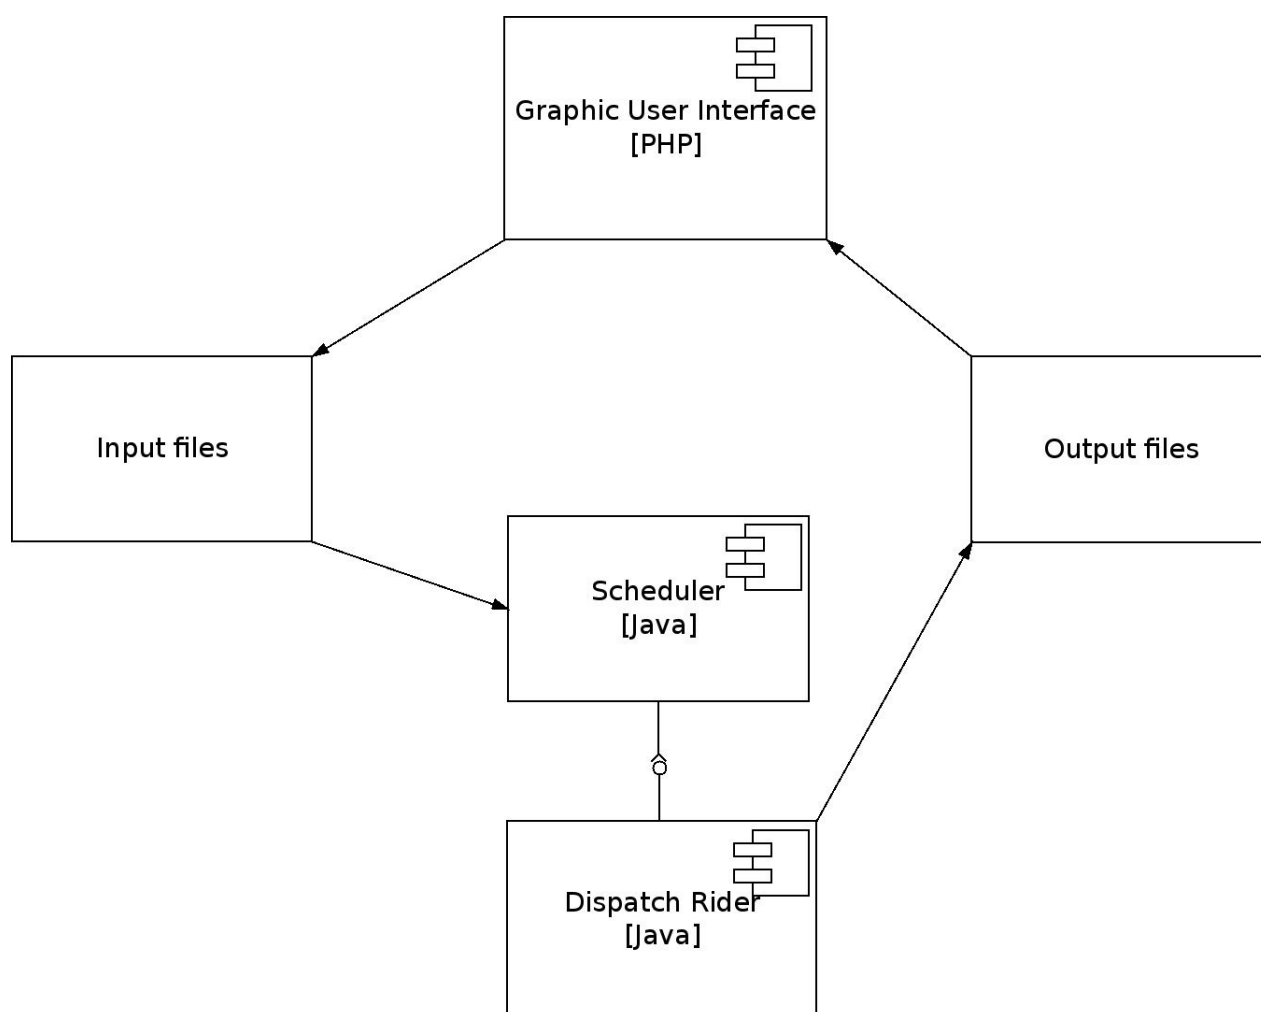 Graphic User Interface
[PHP]
Input files
Output files
Scheduler
[Java]
Dispatch Rider
[Java]